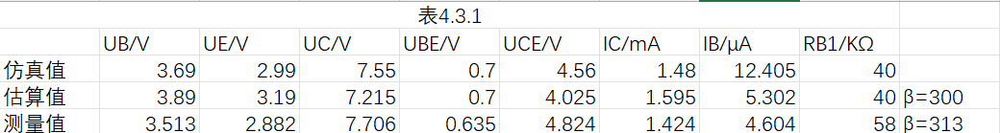 表4.3.1
UB/V UE/V UC/V UBE/V UCE/V IC/mA IB/μA RB1/KΩ
仿真值 3.69 2.99 7.55 0.7 4.56 1.48 12.405 40
估算值 3.89 3.19 7.215 0.7 4.025 1.595 5.302 40 β=300
测量值 3.513 2.882 7.706 0.635 4.824 1.424 4.604 58 β=313